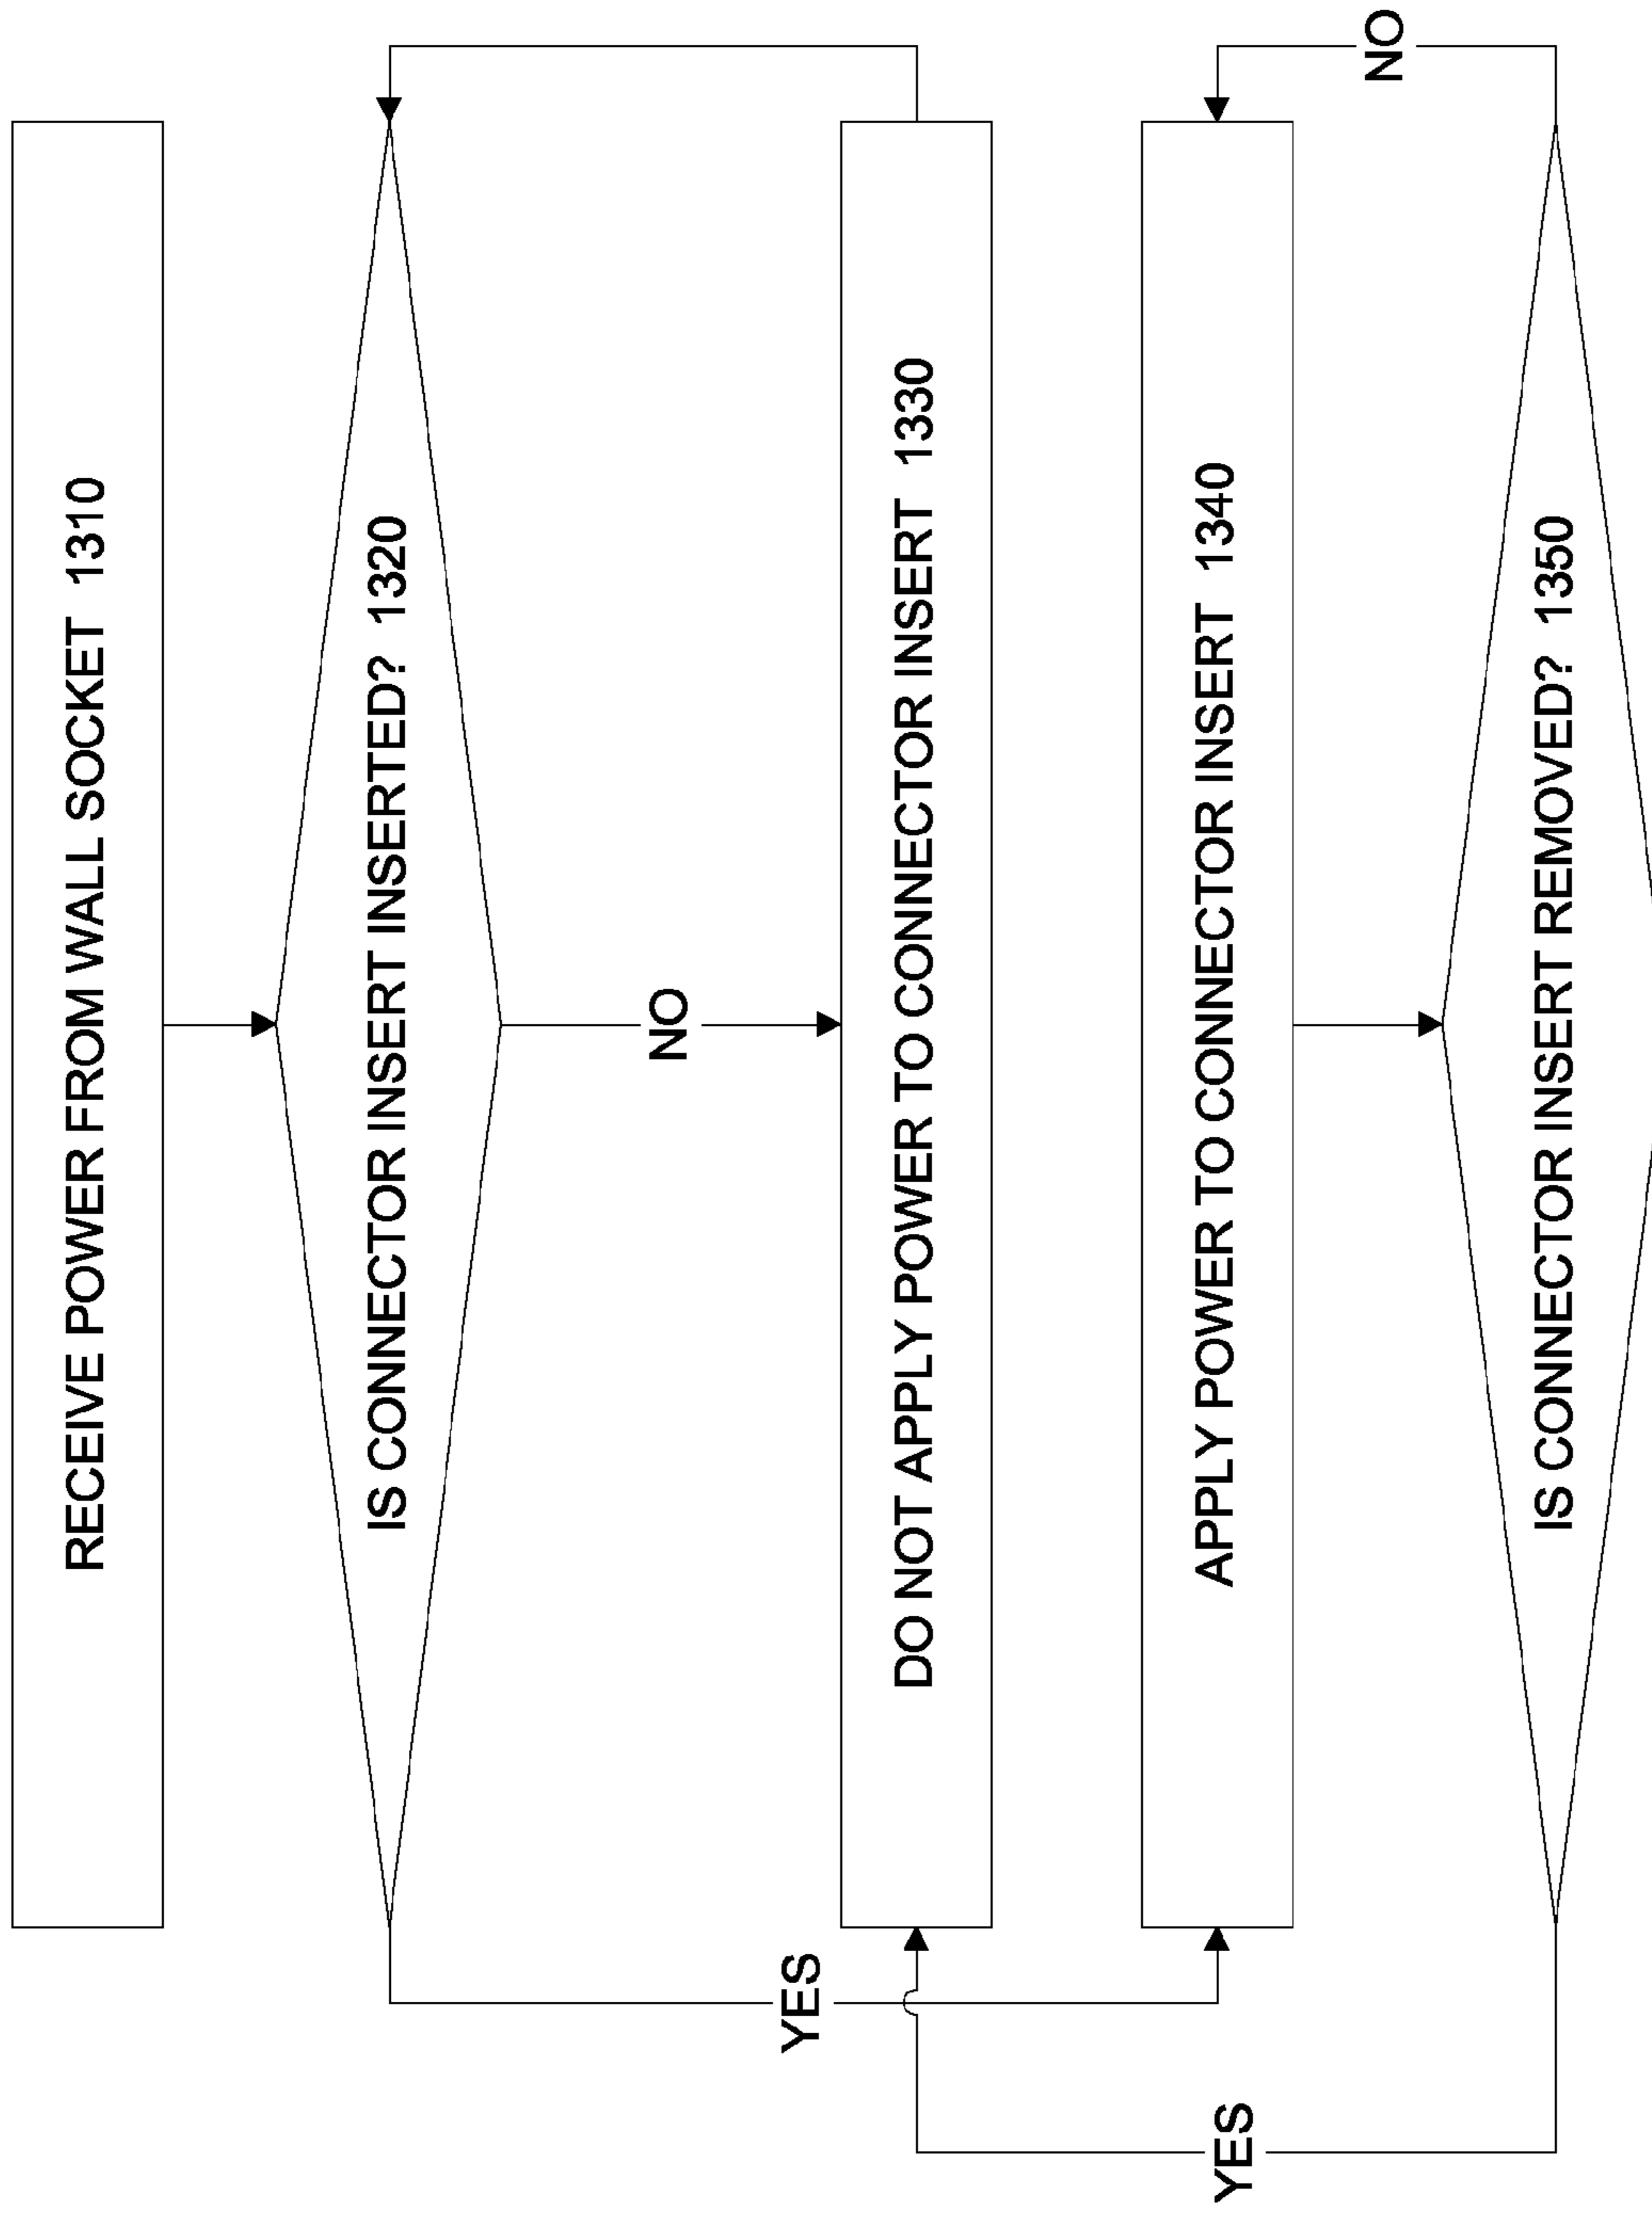 RECEIVE POWER FROM WALL SOCKET 1310
IS CONNECTOR INSERT INSERTED? 1320
NO
YES
DO NOT APPLY POWER TO CONNECTOR INSERT 1330
APPLY POWER TO CONNECTOR INSERT 1340
YES
NO
IS CONNECTOR INSERT REMOVED? 1350